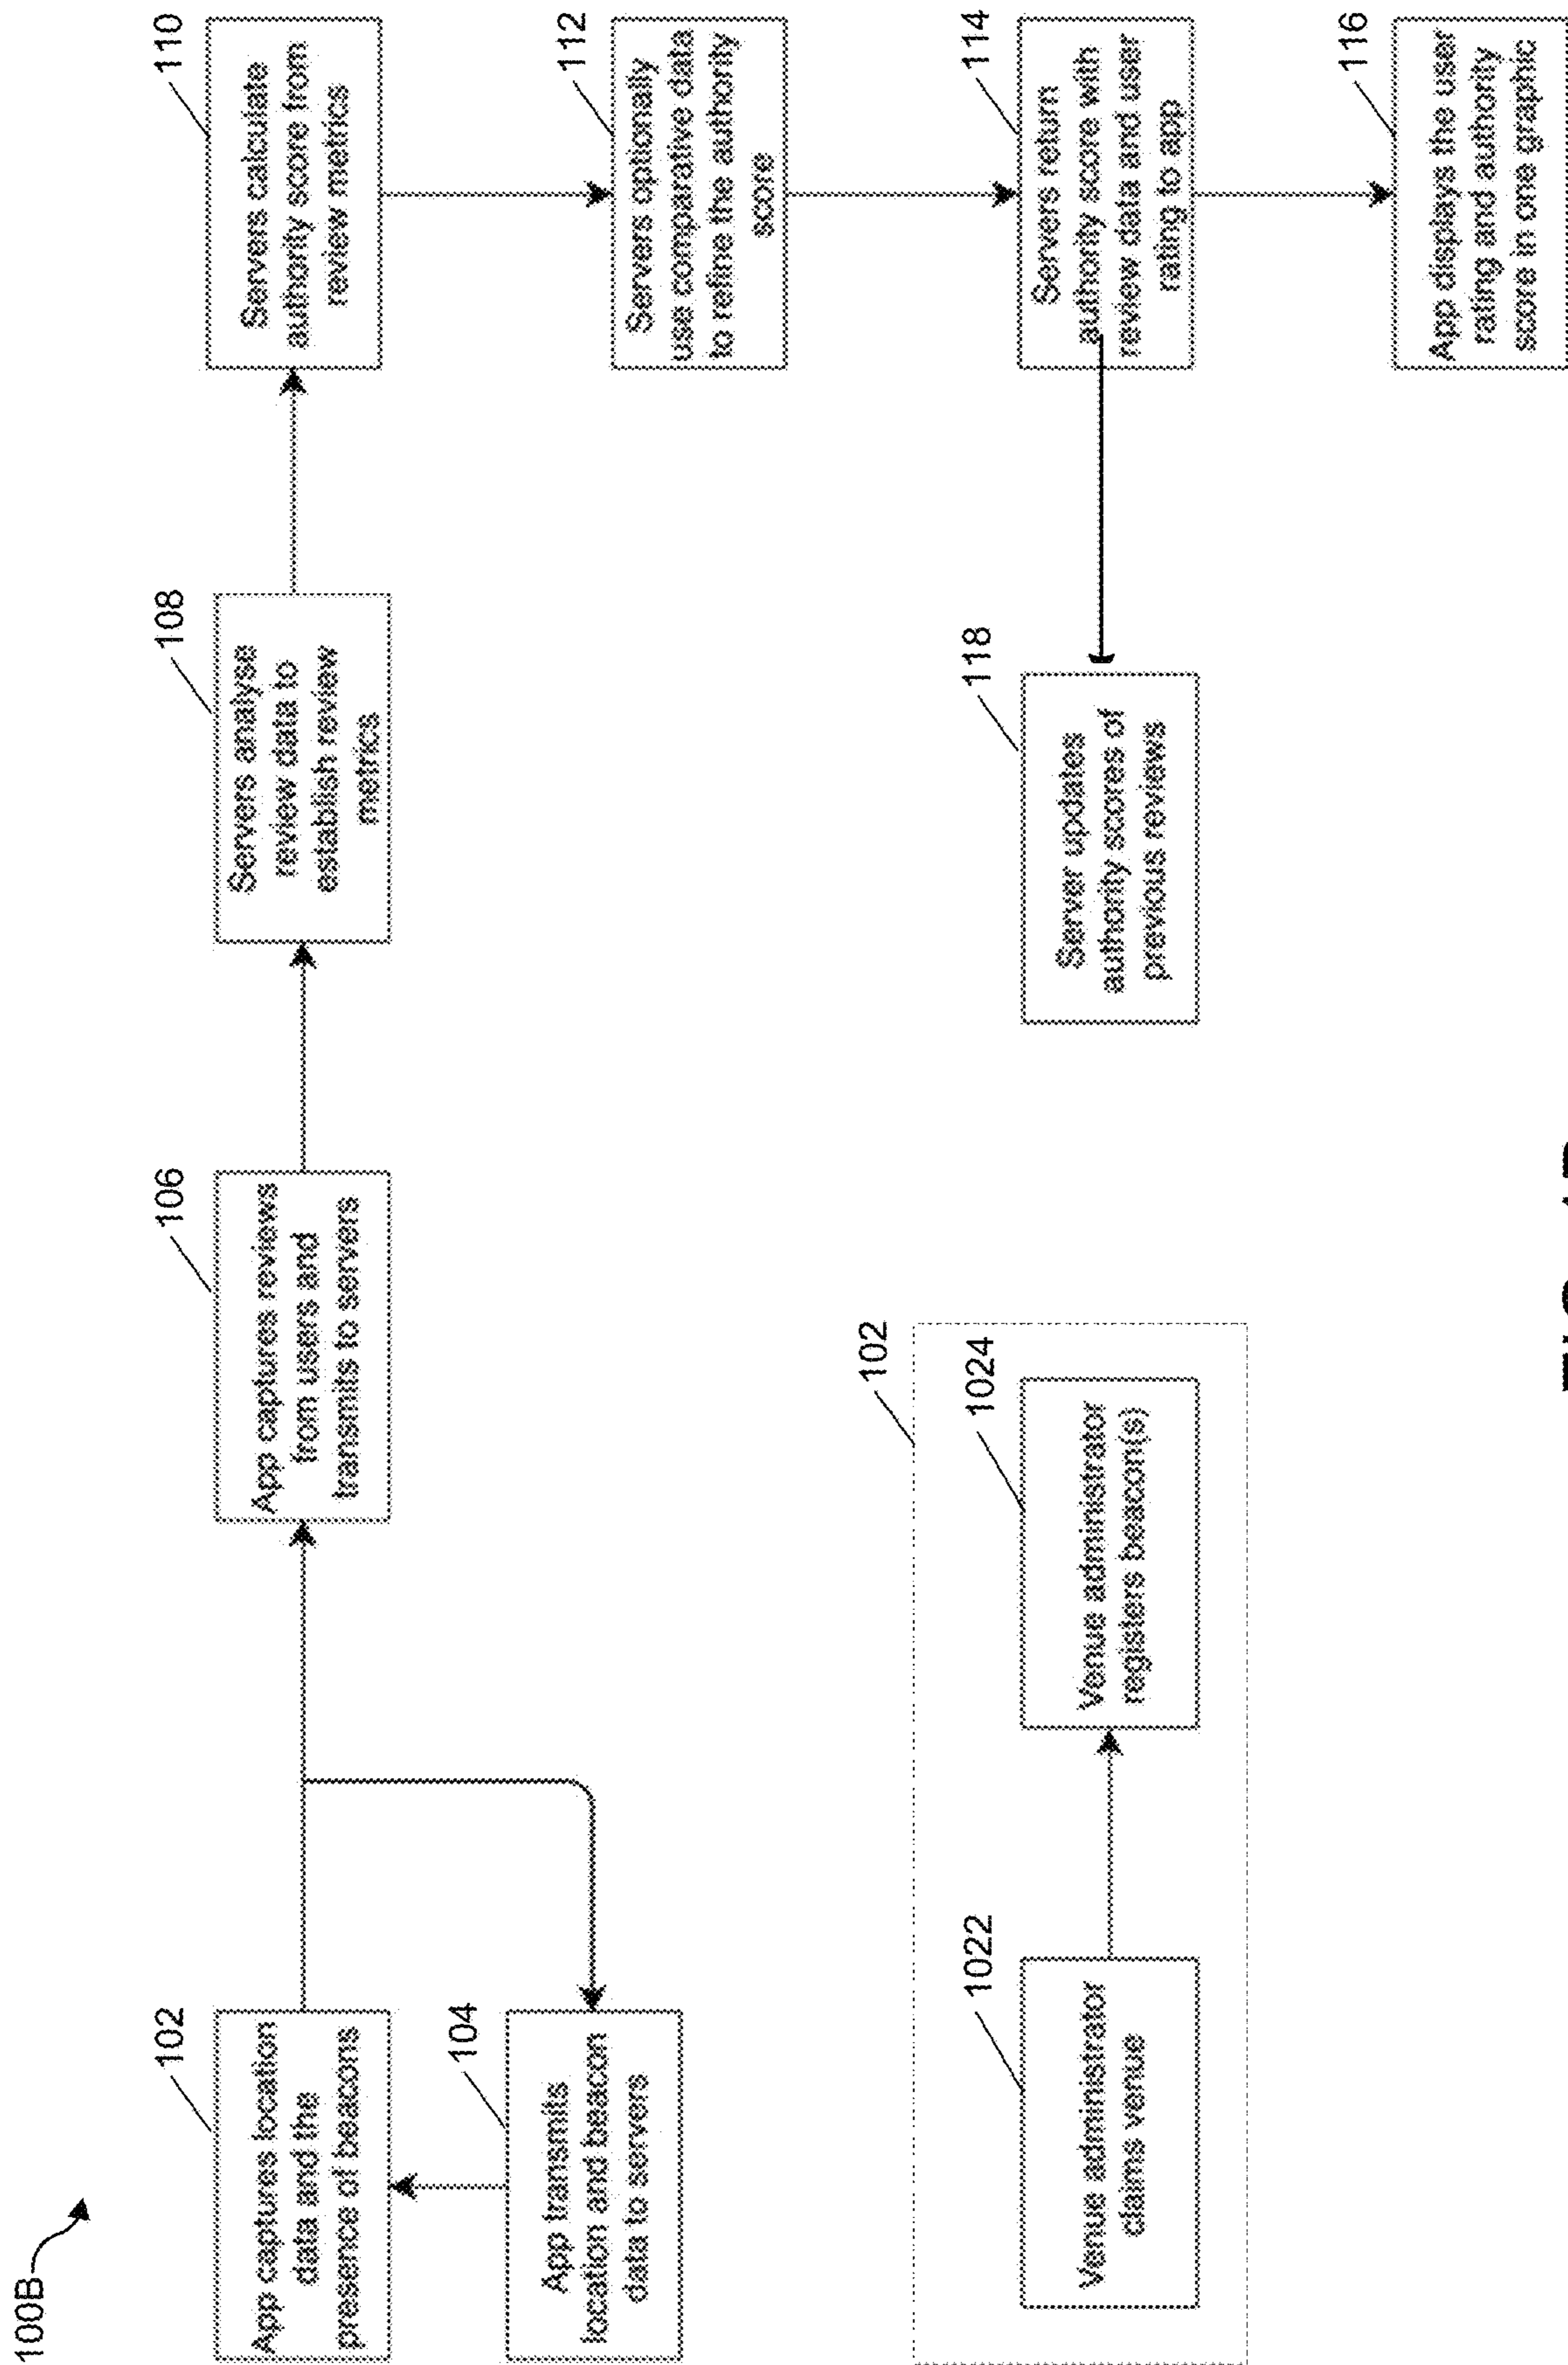 100B
102
App captures location
data and the
presence of beacons
104
App transmits
location and beacon
data to servers
106
App captures reviews
from users and
transmits to servers
108
Servers analyse
review data to
establish review
metrics
110
Servers calculate
authority score from
review metrics
112
Servers optionally
use comparative data
to refine the authority
score
114
Servers return
authority score with
review data and user
rating to app
116
App displays the user
rating and authority
score in one graphic
118
Server updates
authority scores of
previous reviews
102
1022
Venue administrator
claims venue
1024
Venue administrator
registers beacon(s)